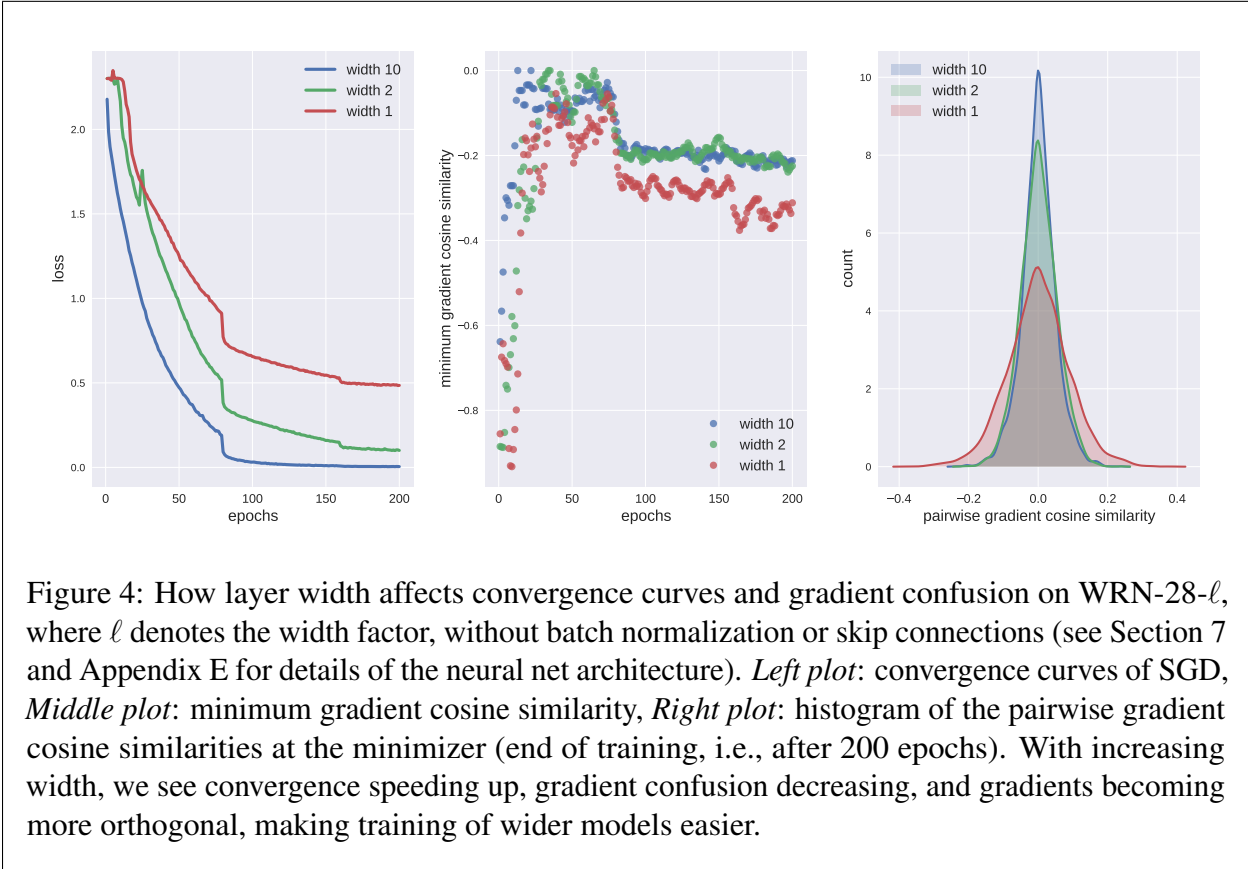 width 10
width 2
width 1
2.0
1.5
1.0
0.5
0.0
loss
0
50
100
150
200
epochs
0.0
−0.2
−0.4
−0.6
−0.8
minimum gradient cosine similarity
width 10
width 2
width 1
0
50
100
150
200
epochs
width 10
width 2
width 1
10
8
6
4
2
0
count
−0.4
−0.2
0.0
0.2
0.4
pairwise gradient cosine similarity
Figure 4: How layer width affects convergence curves and gradient confusion on WRN-28-ℓ,
where ℓ denotes the width factor, without batch normalization or skip connections (see Section 7
and Appendix E for details of the neural net architecture). Left plot: convergence curves of SGD,
Middle plot: minimum gradient cosine similarity, Right plot: histogram of the pairwise gradient
cosine similarities at the minimizer (end of training, i.e., after 200 epochs). With increasing
width, we see convergence speeding up, gradient confusion decreasing, and gradients becoming
more orthogonal, making training of wider models easier.